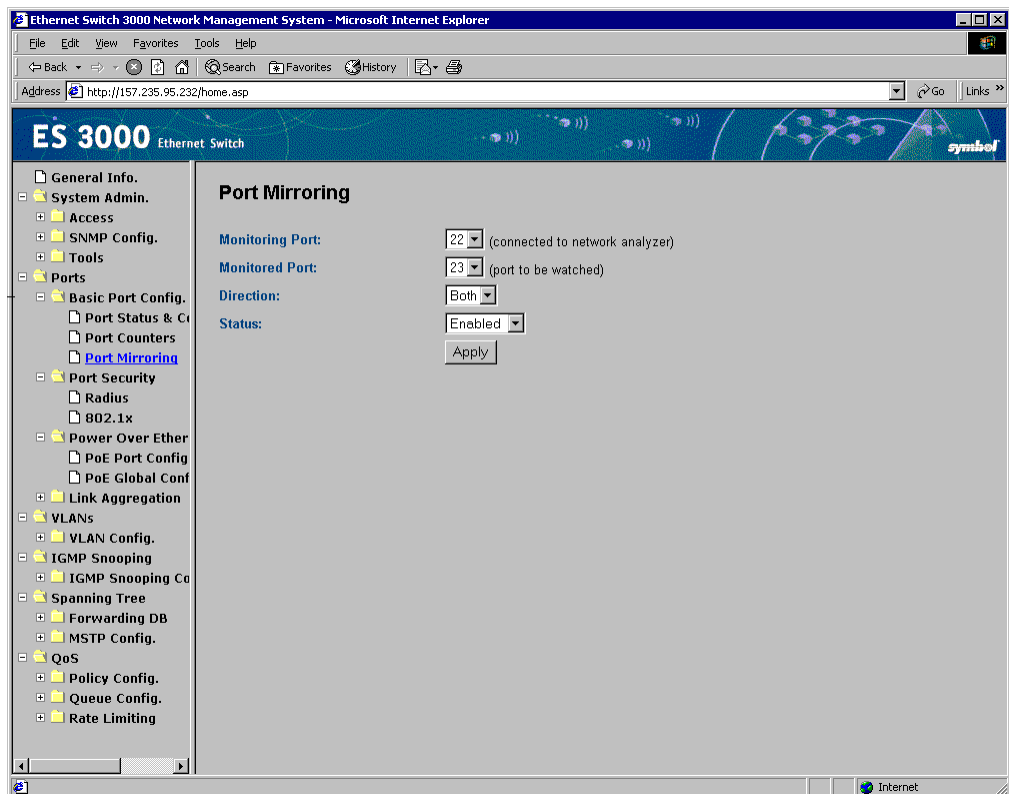 Ethernet Switch 3000 Network Management System - Microsoft Internet Explorer
File Edit View Favorites Tools Help
Back Search Favorites History
Address http://157.235.95.232/home.asp Go Links »
ES 3000 Ethernet Switch
symbol
General Info.
System Admin.
Access
SNMP Config.
Tools
Ports
Basic Port Config.
Port Status & Co
Port Counters
Port Mirroring
Port Security
Radius
802.1x
Power Over Ether
PoE Port Config
PoE Global Conf
Link Aggregation
VLANs
VLAN Config.
IGMP Snooping
IGMP Snooping Co
Spanning Tree
Forwarding DB
MSTP Config.
QoS
Policy Config.
Queue Config.
Rate Limiting
Port Mirroring
Monitoring Port: 22 (connected to network analyzer)
Monitored Port: 23 (port to be watched)
Direction: Both
Status: Enabled
Apply
Internet